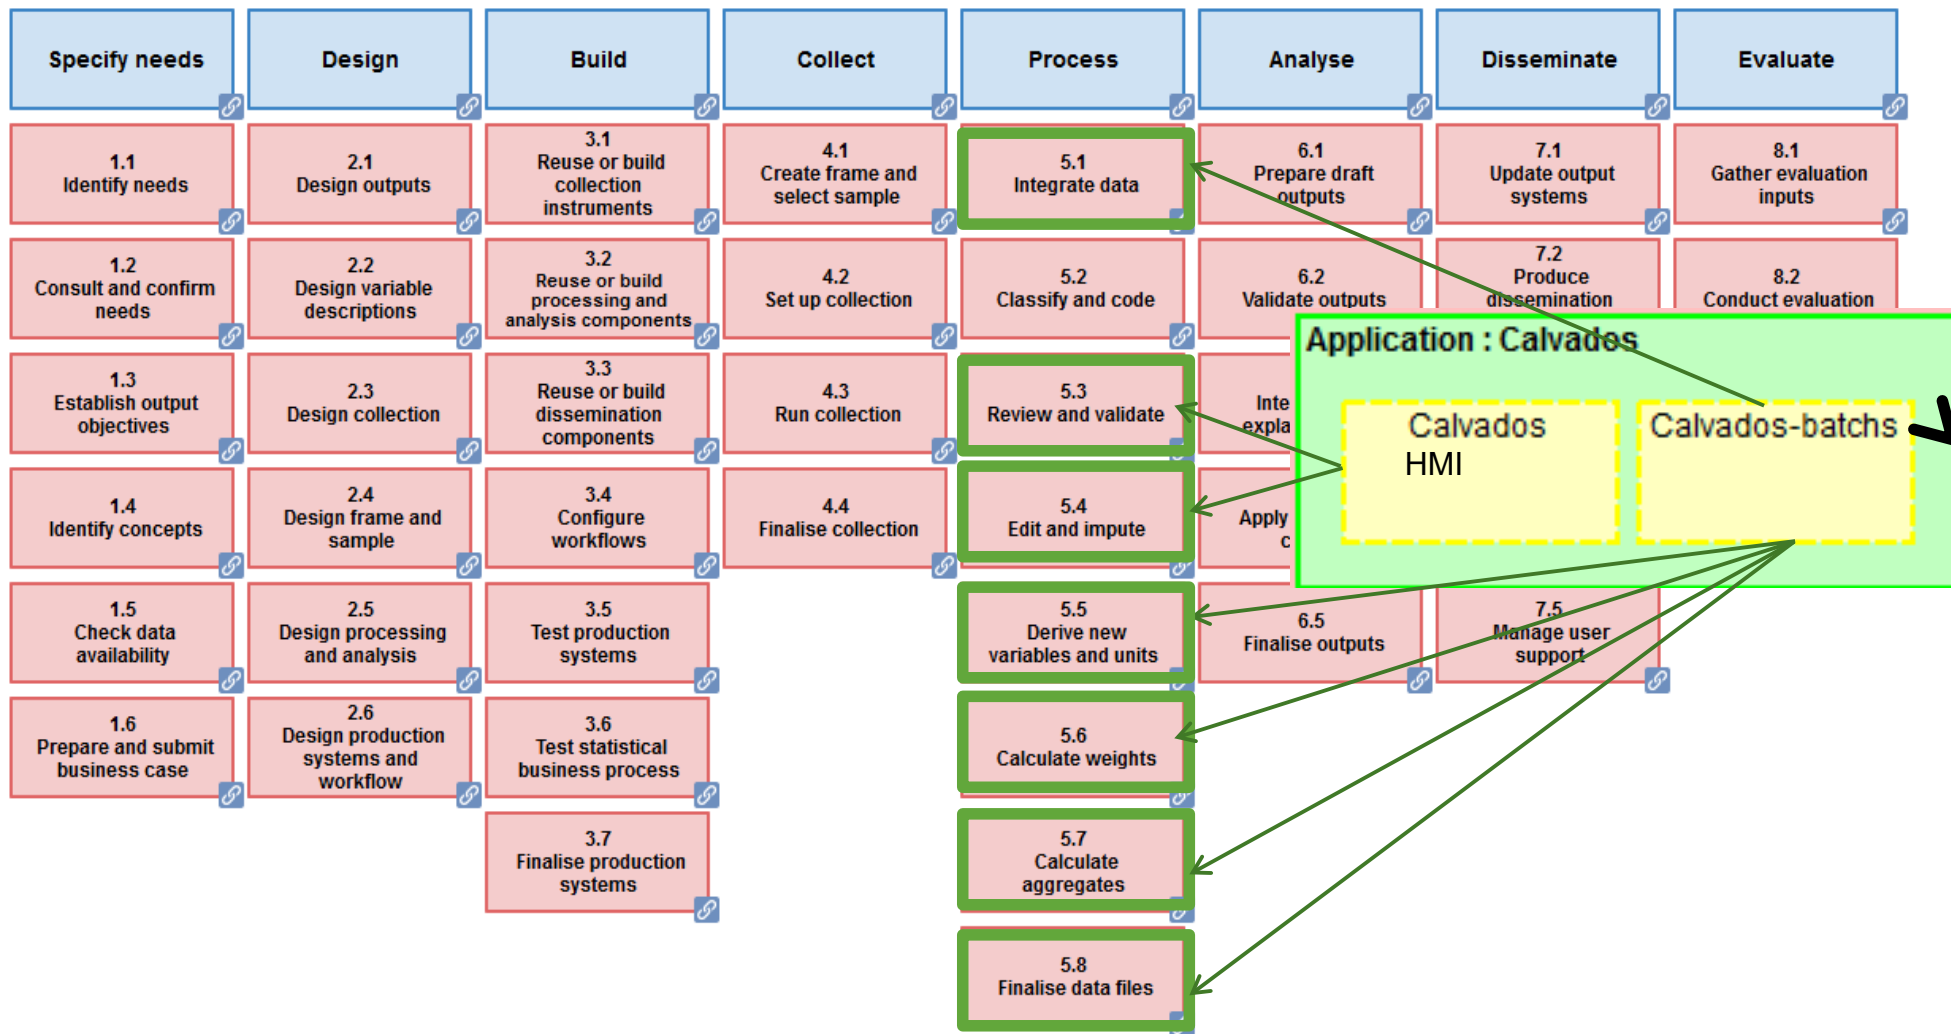 Specify needs
Design
Build
Collect
Process
Analyse
Disseminate
Evaluate
1.1
Identify needs
2.1
Design outputs
3.1
Reuse or build
collection
instruments
4.1
Create frame and
select sample
5.1
Integrate data
6.1
Prepare draft
outputs
7.1
Update output
systems
8.1
Gather evaluation
inputs
1.2
Consult and confirm
needs
2.2
Design variable
descriptions
3.2
Reuse or build
processing and
analysis components
4.2
Set up collection
5.2
Classify and code
6.2
Validate outputs
7.2
Produce
dissemination
8.2
Conduct evaluation
1.3
Establish output
objectives
2.3
Design collection
3.3
Reuse or build
dissemination
components
4.3
Run collection
5.3
Review and validate
Inte
expla
Application : Calvados
Calvados
HMI
Calvados-batchs
1.4
Identify concepts
2.4
Design frame and
sample
3.4
Configure
workflows
4.4
Finalise collection
5.4
Edit and impute
Apply
c
1.5
Check data
availability
2.5
Design processing
and analysis
3.5
Test production
systems
5.5
Derive new
variables and units
6.5
Finalise outputs
7.5
Manage user
support
1.6
Prepare and submit
business case
2.6
Design production
systems and
workflow
3.6
Test statistical
business process
5.6
Calculate weights
3.7
Finalise production
systems
5.7
Calculate
aggregates
5.8
Finalise data files